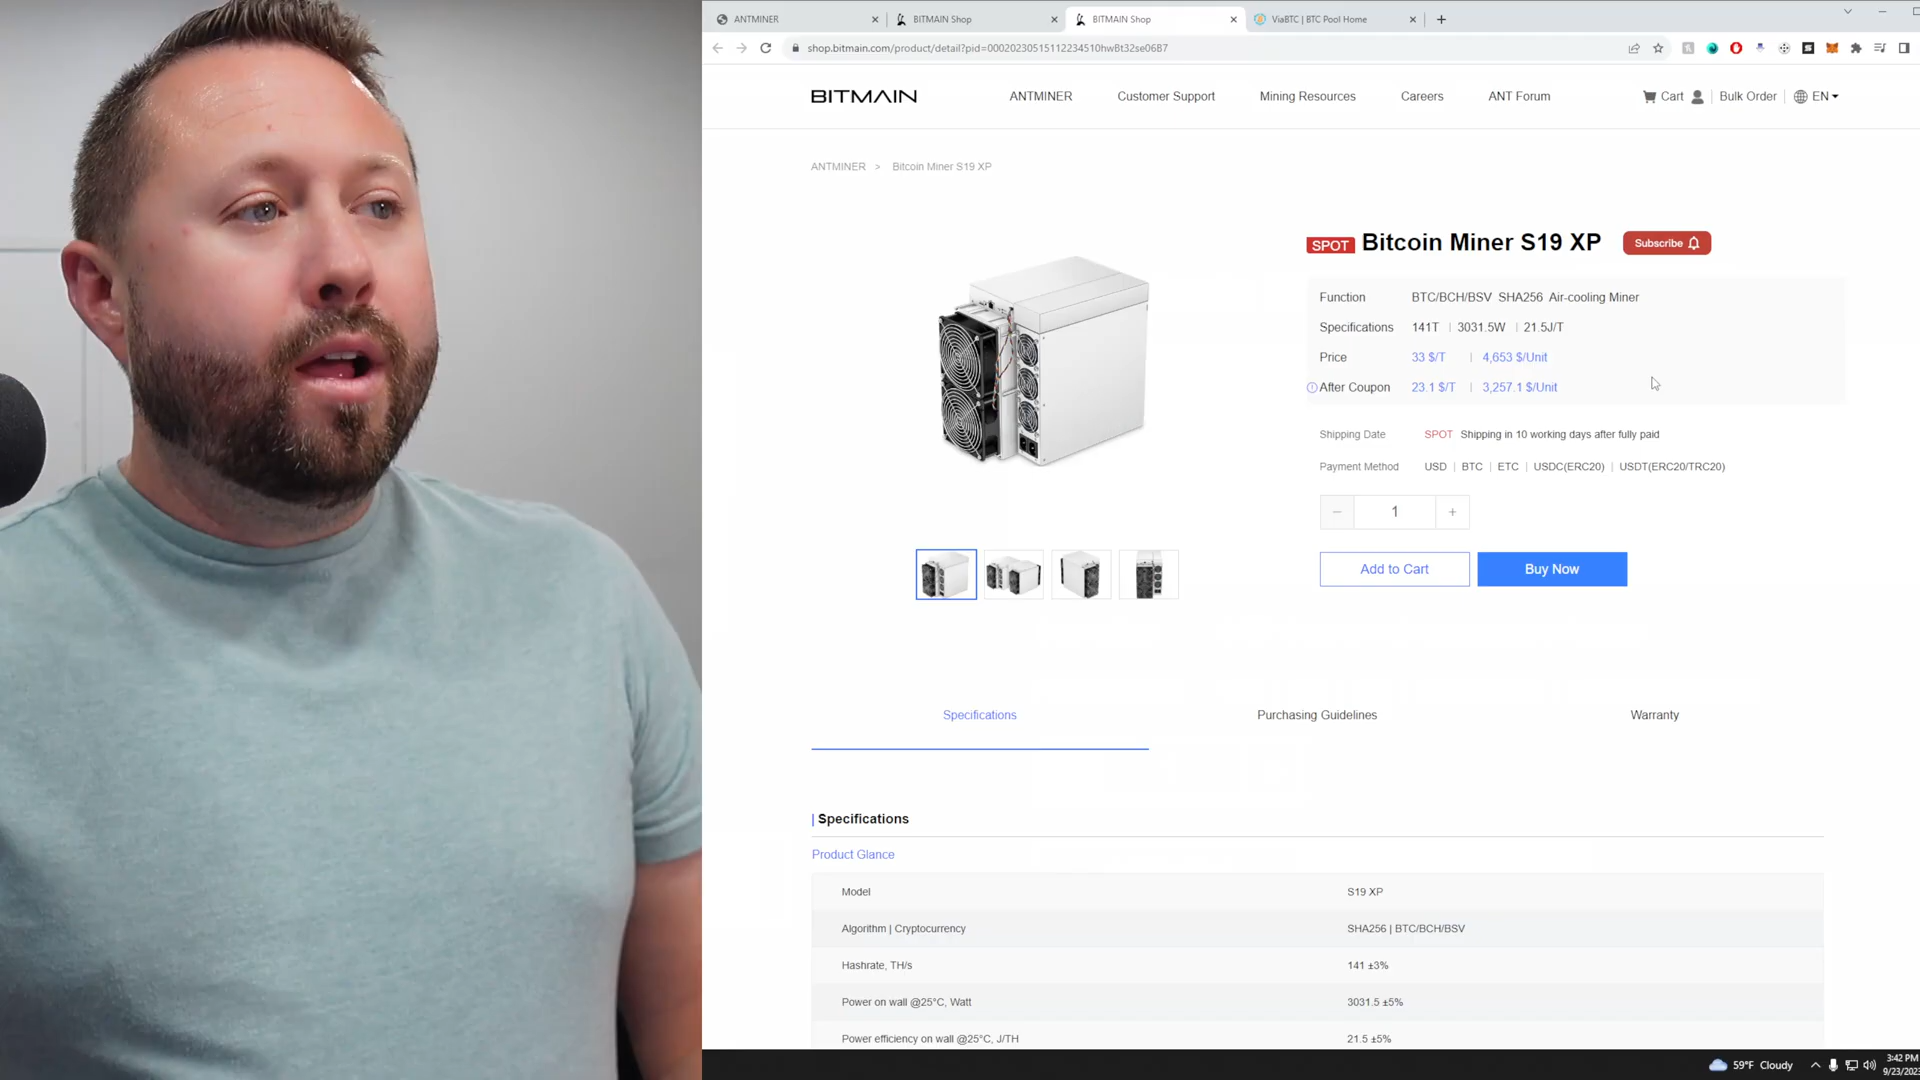 ANTMINER
BITMAIN Shop
BITMAIN Shop
ViaBTC | BTC Pool Home
shop.bitmain.com/product/detail?pid=00020230515112234510hwBt32se06B7
BITMAIN
ANTMINER
Customer Support
Mining Resources
Careers
ANT Forum
Cart
Bulk Order
EN
ANTMINER > Bitcoin Miner S19 XP
SPOT Bitcoin Miner S19 XP
Subscribe
Function BTC/BCH/BSV SHA256 Air-cooling Miner
Specifications 141T | 3031.5W | 21.5J/T
Price 33 $/T | 4,653 $/Unit
After Coupon 23.1 $/T | 3,257.1 $/Unit
Shipping Date SPOT Shipping in 10 working days after fully paid
Payment Method USD | BTC | ETC | USDC(ERC20) | USDT(ERC20/TRC20)
− 1 +
Add to Cart
Buy Now
Specifications
Purchasing Guidelines
Warranty
Specifications
Product Glance
Model S19 XP
Algorithm | Cryptocurrency SHA256 | BTC/BCH/BSV
Hashrate, TH/s 141 ±3%
Power on wall @25°C, Watt 3031.5 ±5%
Power efficiency on wall @25°C, J/TH 21.5 ±5%
59°F Cloudy
3:42 PM